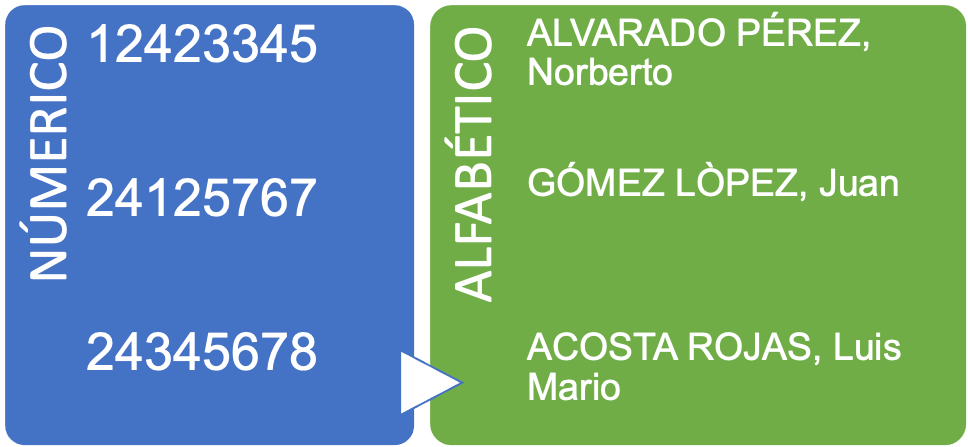 NÚMERICO
12423345
24125767
24345678
ALFABÉTICO
ALVARADO PÉREZ,
Norberto
GÓMEZ LÒPEZ, Juan
ACOSTA ROJAS, Luis
Mario